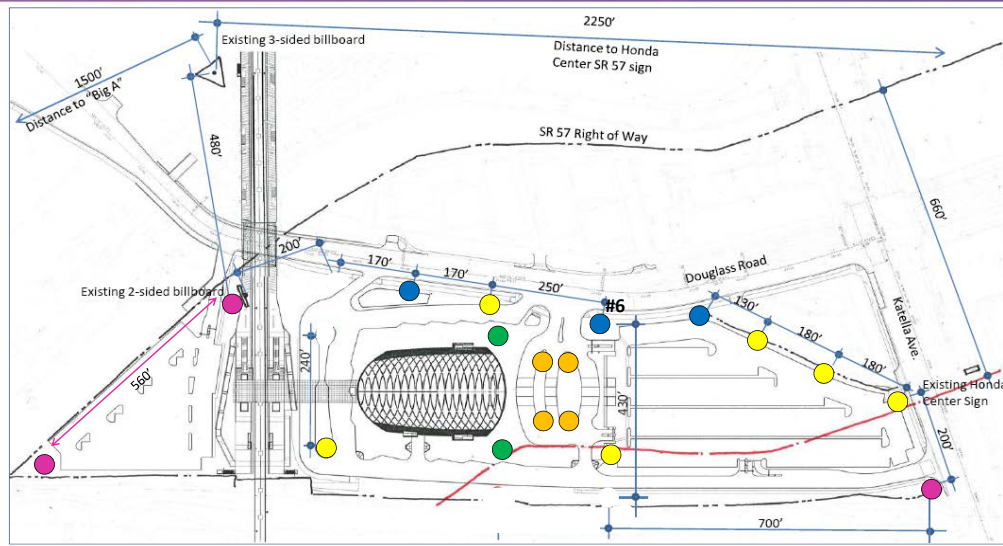 2250'
Existing 3-sided billboard
Distance to Honda
Center SR 57 sign
1500'
Distance to "Big A"
480'
SR 57 Right of Way
660'
200'
170'
170'
250'
Douglass Road
Existing 2-sided billboard
#6
130'
180'
180'
Katella Ave.
240'
560'
430'
Existing Honda
Center Sign
200'
700'